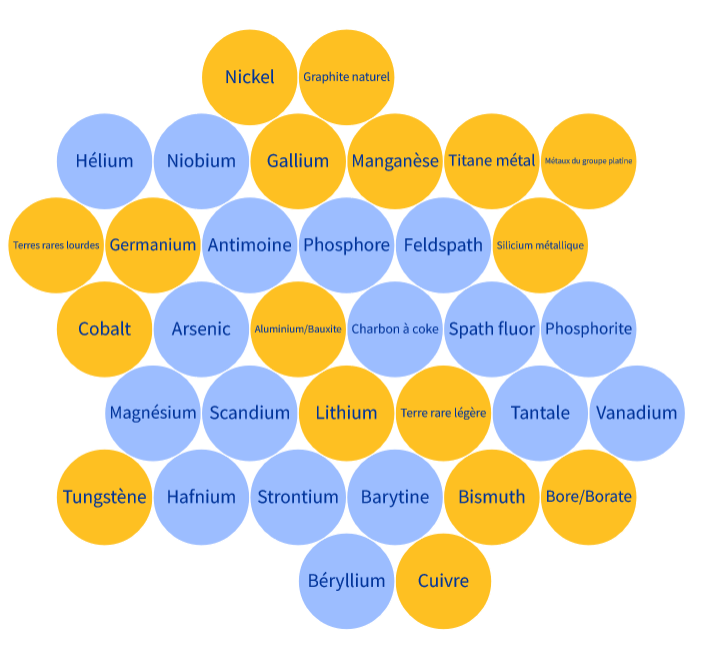 Nickel
Graphite naturel
Hélium
Niobium
Gallium
Manganèse
Titane métal
Métaux du groupe platine
Terres rares lourdes
Germanium
Antimoine
Phosphore
Feldspath
Silicium métallique
Cobalt
Arsenic
Aluminium/Bauxite
Charbon à coke
Spath fluor
Phosphorite
Magnésium
Scandium
Lithium
Terre rare légère
Tantale
Vanadium
Tungstène
Hafnium
Strontium
Barytine
Bismuth
Bore/Borate
Béryllium
Cuivre